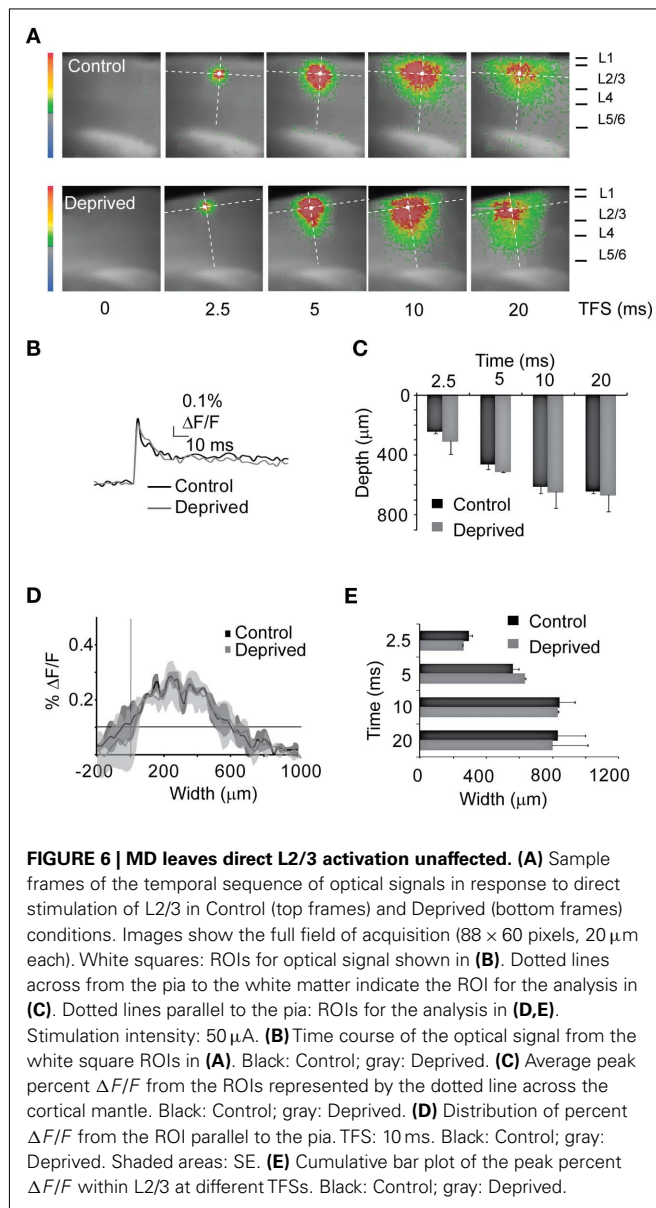 A
Control
L1
L2/3
L4
L5/6
Deprived
L1
L2/3
L4
L5/6
0 2.5 5 10 20 TFS (ms)
B
0.1%
ΔF/F
10 ms
Control
Deprived
C
Time (ms)
2.5 5 10 20
0
400
800
Depth (μm)
Control
Deprived
D
Control
Deprived
% ΔF/F
0.4
0.2
-200 200 600 1000
Width (μm)
E
Control
Deprived
Time (ms)
2.5
5
10
20
0 400 800 1200
Width (μm)
FIGURE 6 | MD leaves direct L2/3 activation unaffected. (A) Sample
frames of the temporal sequence of optical signals in response to direct
stimulation of L2/3 in Control (top frames) and Deprived (bottom frames)
conditions. Images show the full field of acquisition (88 × 60 pixels, 20 μm
each). White squares: ROIs for optical signal shown in (B). Dotted lines
across from the pia to the white matter indicate the ROI for the analysis in
(C). Dotted lines parallel to the pia: ROIs for the analysis in (D,E).
Stimulation intensity: 50 μA. (B) Time course of the optical signal from the
white square ROIs in (A). Black: Control; gray: Deprived. (C) Average peak
percent ΔF/F from the ROIs represented by the dotted line across the
cortical mantle. Black: Control; gray: Deprived. (D) Distribution of percent
ΔF/F from the ROI parallel to the pia. TFS: 10 ms. Black: Control; gray:
Deprived. Shaded areas: SE. (E) Cumulative bar plot of the peak percent
ΔF/F within L2/3 at different TFSs. Black: Control; gray: Deprived.